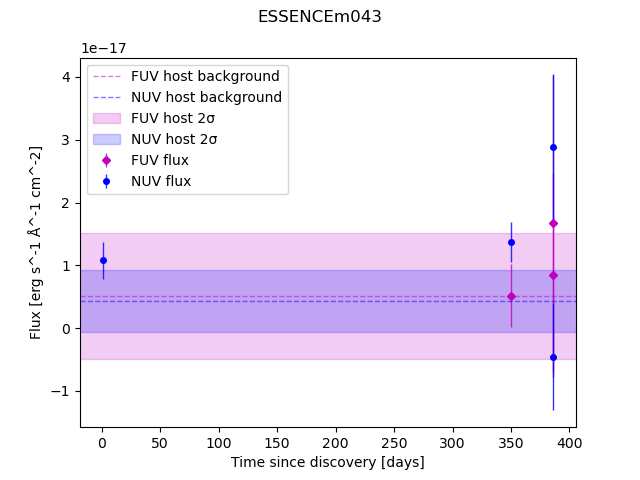 ESSENCEm043
1e−17
FUV host background
NUV host background
FUV host 2σ
NUV host 2σ
FUV flux
NUV flux
4
3
2
1
0
−1
Flux [erg s^-1 Å^-1 cm^-2]
0 50 100 150 200 250 300 350 400
Time since discovery [days]